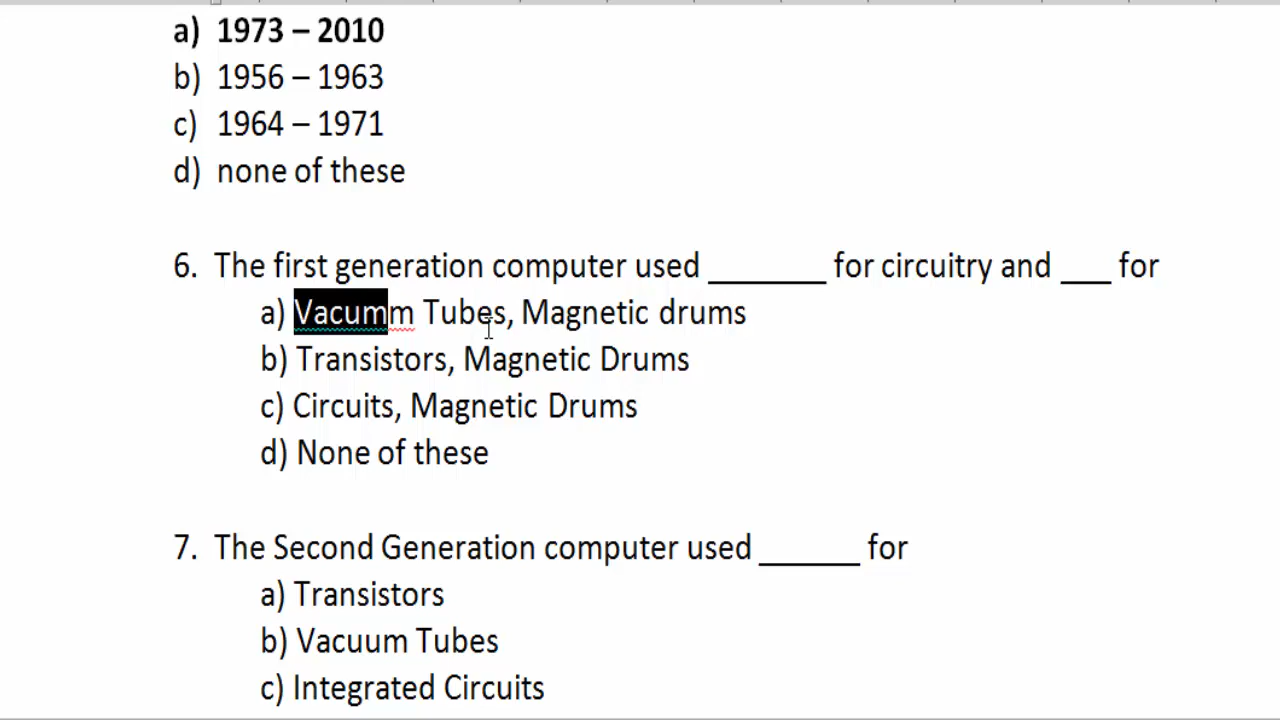 a) 1973 – 2010
b) 1956 – 1963
c) 1964 – 1971
d) none of these
6. The first generation computer used _______ for circuitry and ___ for
a) Vacumm Tubes, Magnetic drums
b) Transistors, Magnetic Drums
c) Circuits, Magnetic Drums
d) None of these
7. The Second Generation computer used ______ for
a) Transistors
b) Vacuum Tubes
c) Integrated Circuits